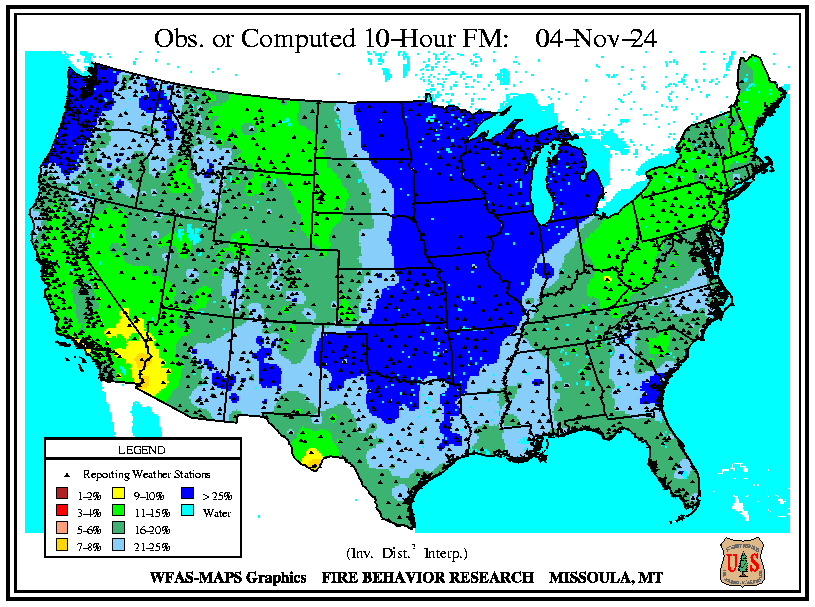 Obs. or Computed 10-Hour FM: 04-Nov-24
LEGEND
Reporting Weather Stations
1-2% 9-10% > 25%
3-4% 11-15% Water
5-6% 16-20%
7-8% 21-25%
(Inv. Dist.² Interp.)
WFAS-MAPS Graphics FIRE BEHAVIOR RESEARCH MISSOULA, MT
U S